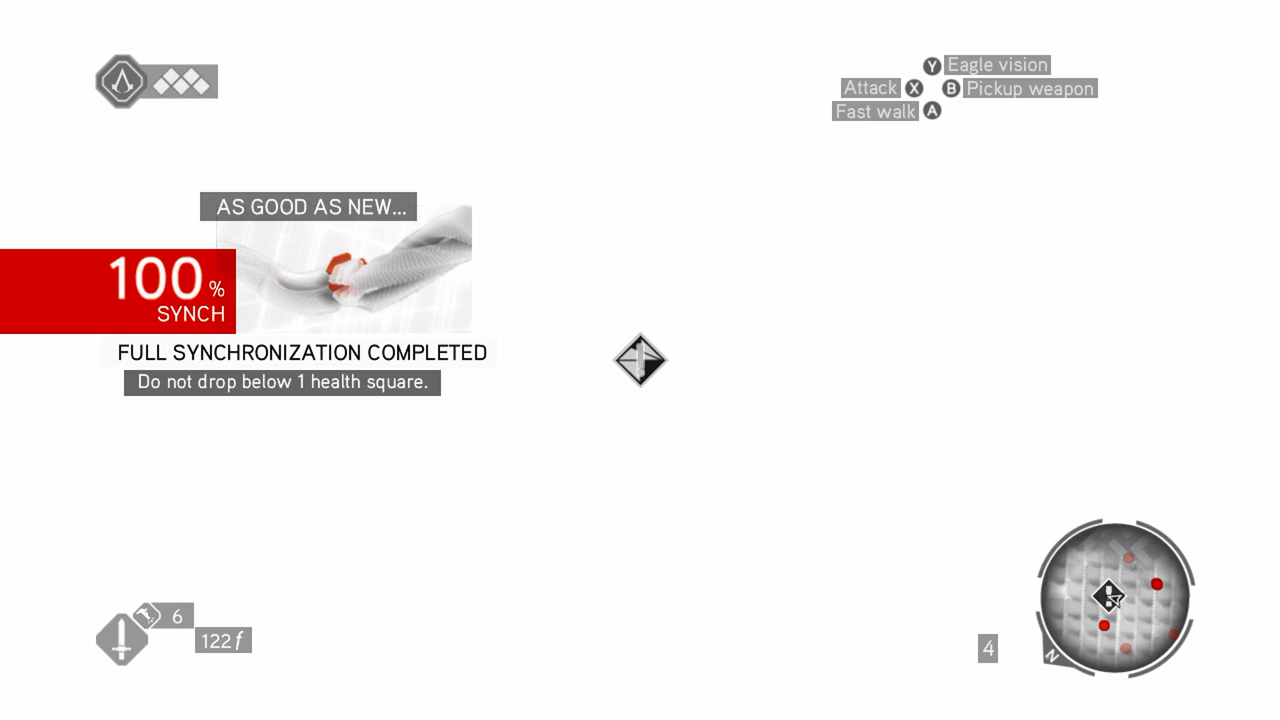 Y Eagle vision
Attack X B Pickup weapon
Fast walk A
AS GOOD AS NEW...
100%
SYNCH
FULL SYNCHRONIZATION COMPLETED
Do not drop below 1 health square.
6
122 f
4
N